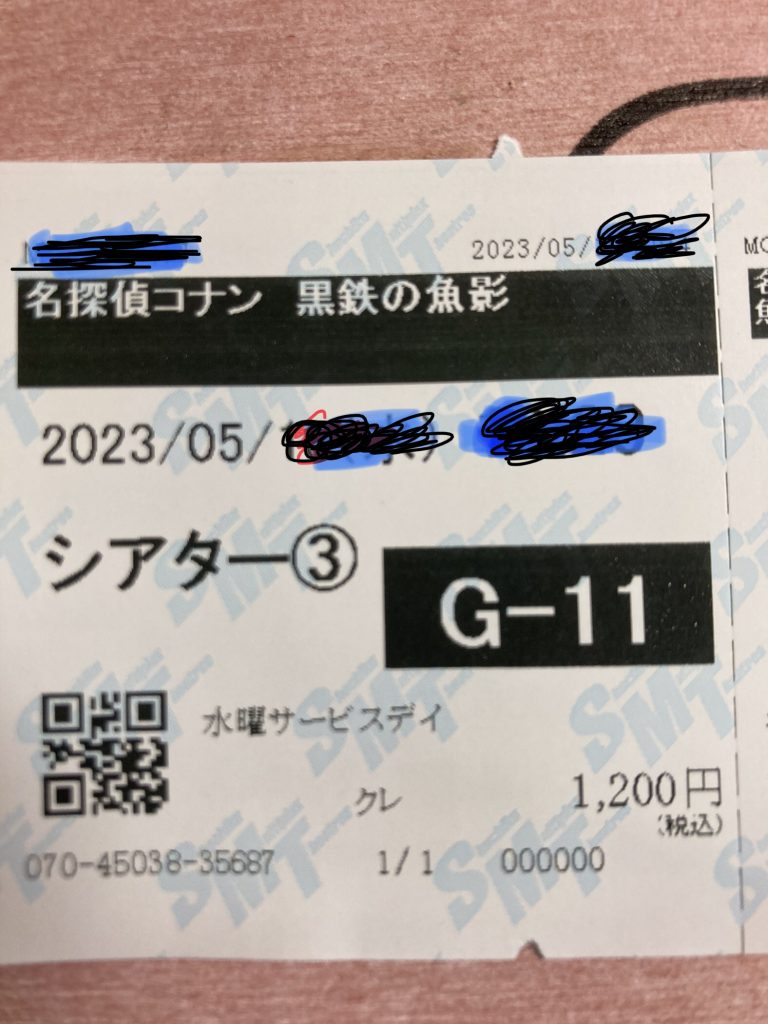 2023/05/
名探偵コナン 黒鉄の魚影
2023/05/
シアター③
G-11
水曜サービスデイ
クレ 1,200円
(税込)
070-45038-35687 1/1 000000
SMT